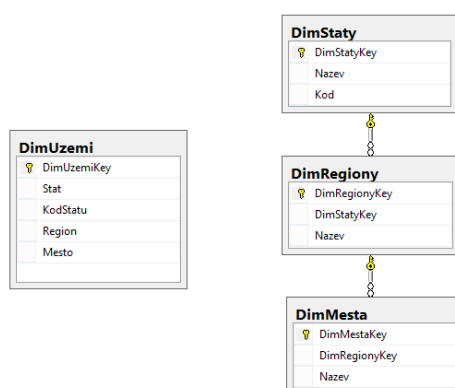 DimUzemi
DimUzemiKey
Stat
KodStatu
Region
Mesto
DimStaty
DimStatyKey
Nazev
Kod
DimRegiony
DimRegionyKey
DimStatyKey
Nazev
DimMesta
DimMestaKey
DimRegionyKey
Nazev